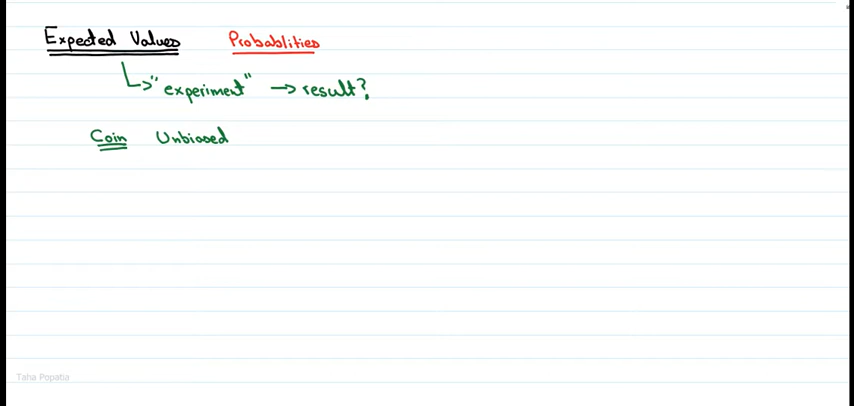 Expected Values Probablities
↳ "experiment" → result?
Coin Unbiased
Taha Popatia